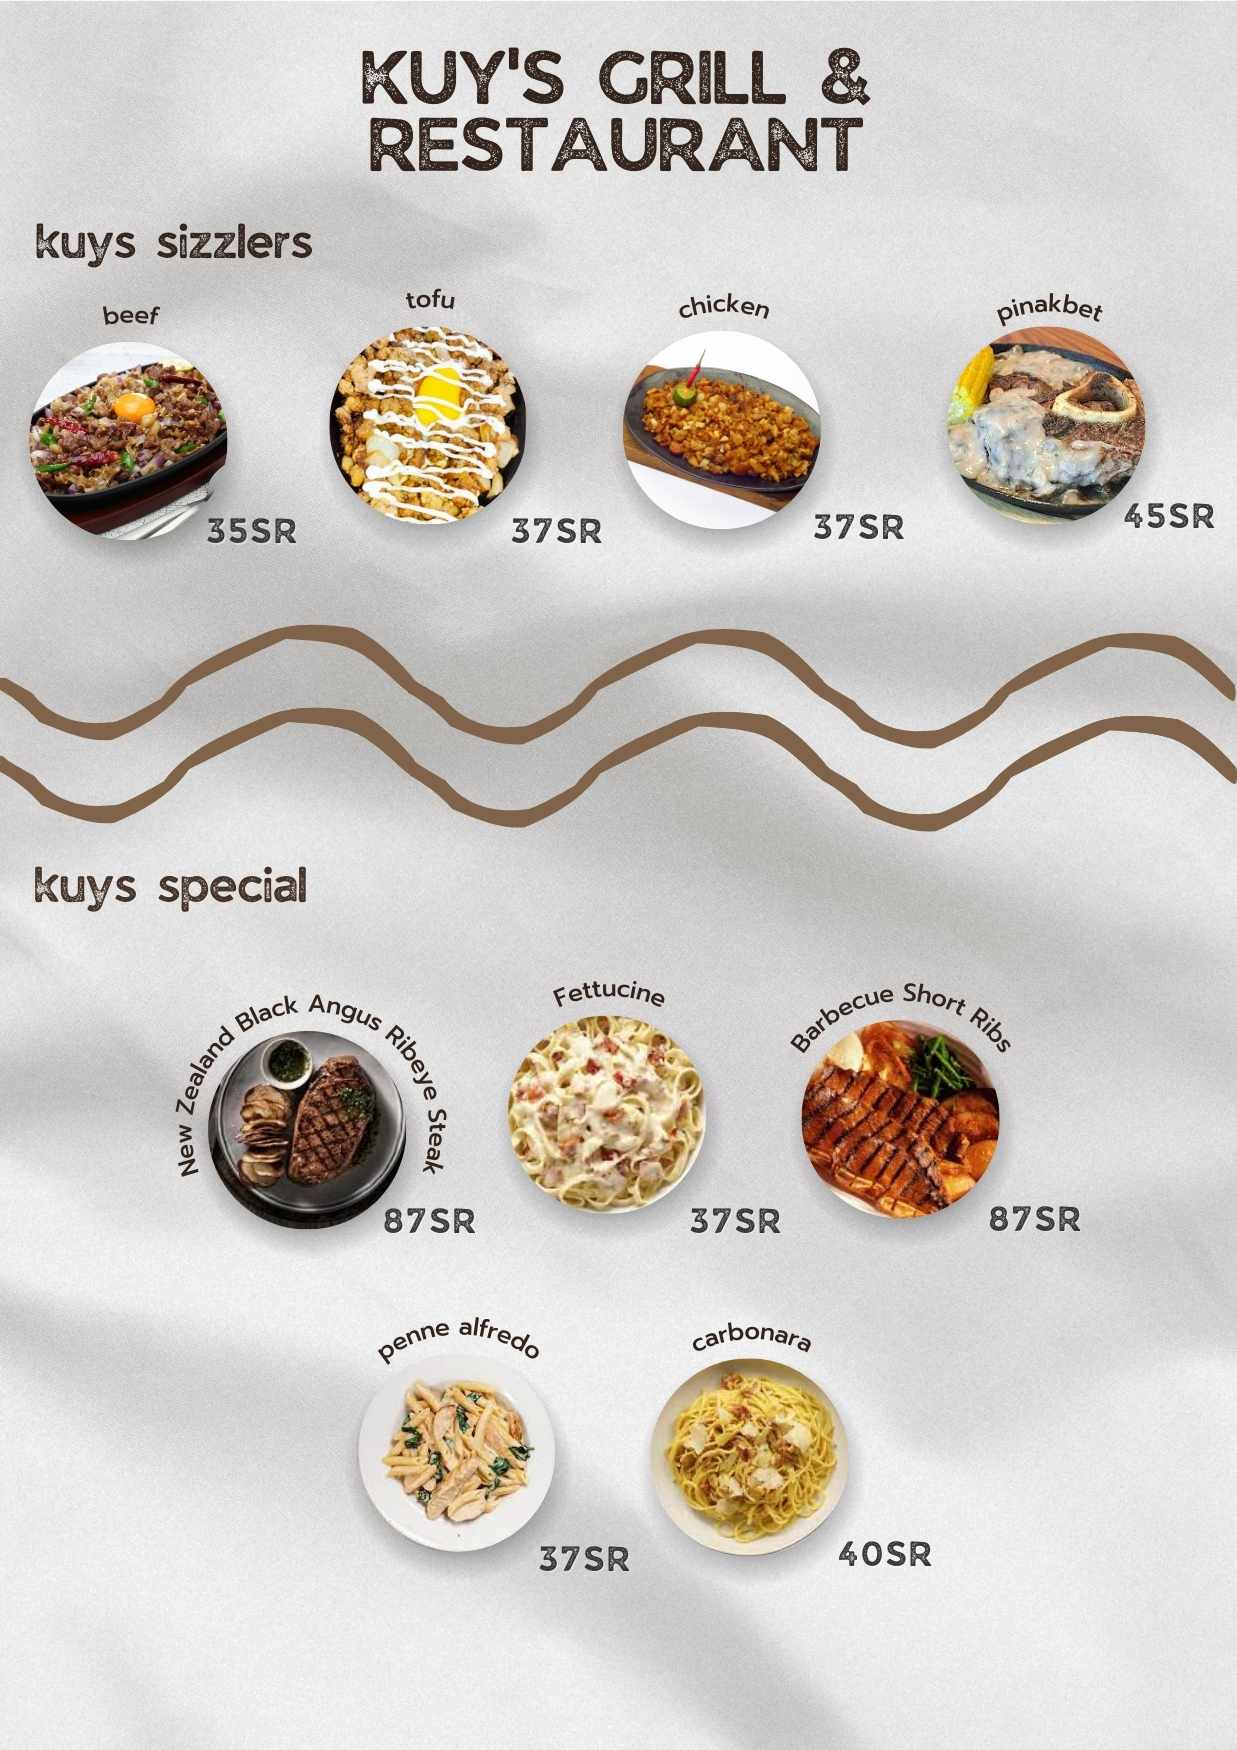 KUY'S GRILL &
RESTAURANT
kuys sizzlers
beef
tofu
chicken
pinakbet
35SR
37SR
37SR
45SR
kuys special
New Zealand Black Angus Ribeye Steak
Fettucine
Barbecue Short Ribs
87SR
37SR
87SR
penne alfredo
carbonara
37SR
40SR